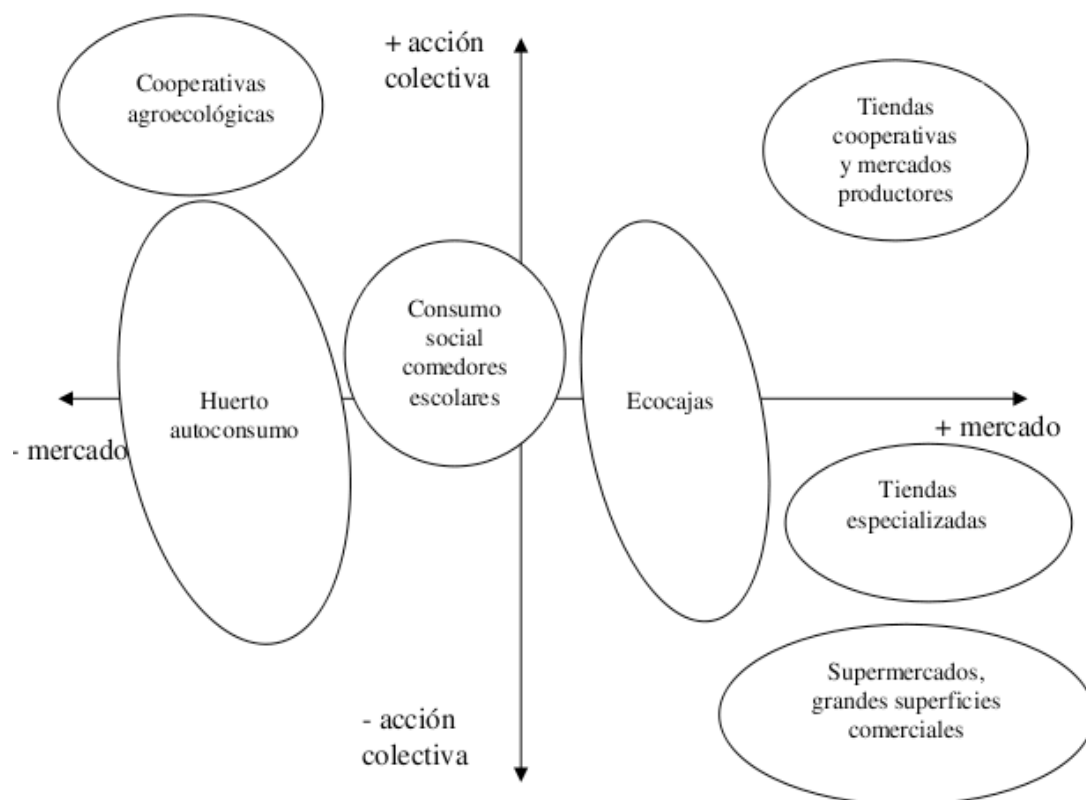 + acción
colectiva
Cooperativas
agroecológicas
Tiendas
cooperativas
y mercados
productores
Consumo
social
comedores
escolares
Huerto
autoconsumo
Ecocajas
- mercado
+ mercado
Tiendas
especializadas
Supermercados,
grandes superficies
comerciales
- acción
colectiva